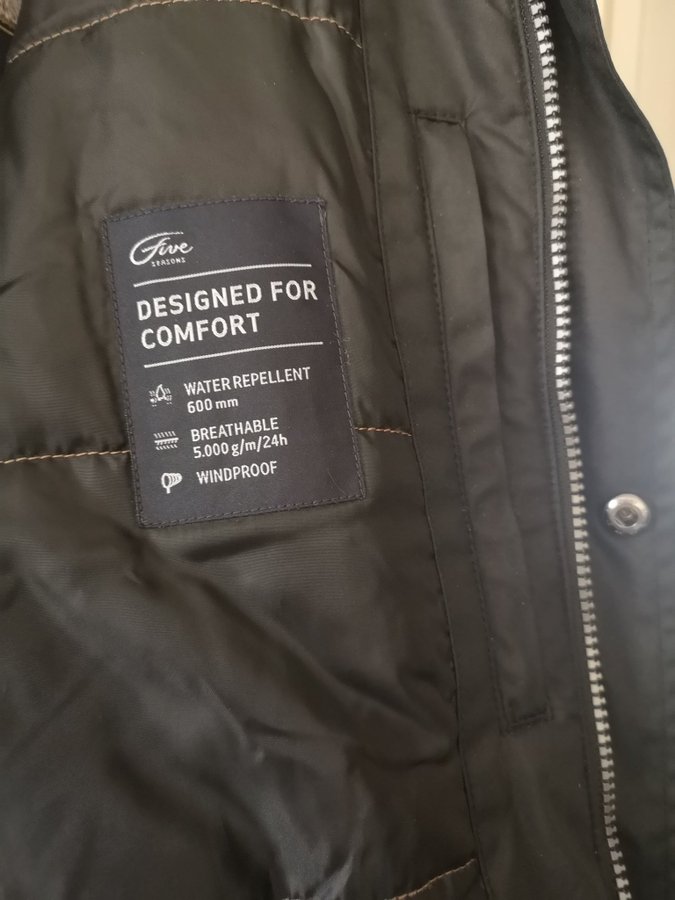 Five
SEASONS
DESIGNED FOR
COMFORT
WATER REPELLENT
600 mm
BREATHABLE
5.000 g/m/24h
WINDPROOF